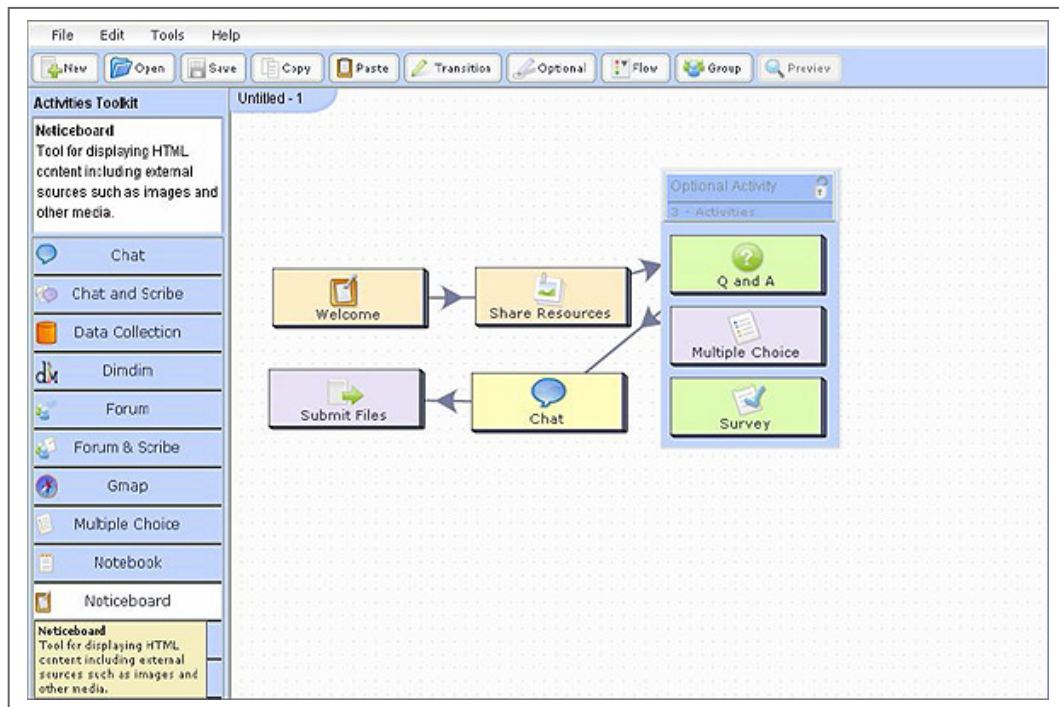 File Edit Tools Help
New Open Save Copy Paste Transition Optional Flow Group Preview
Activities Toolkit
Untitled - 1
Noticeboard
Tool for displaying HTML
content including external
sources such as images and
other media.
Chat
Chat and Scribe
Data Collection
dim Dimdim
Forum
Forum & Scribe
Gmap
Multiple Choice
Notebook
Noticeboard
Noticeboard
Tool for displaying HTML
content including external
sources such as images and
other media.
Optional Activity
3 - Activities
Welcome
Share Resources
Q and A
Multiple Choice
Survey
Submit Files
Chat